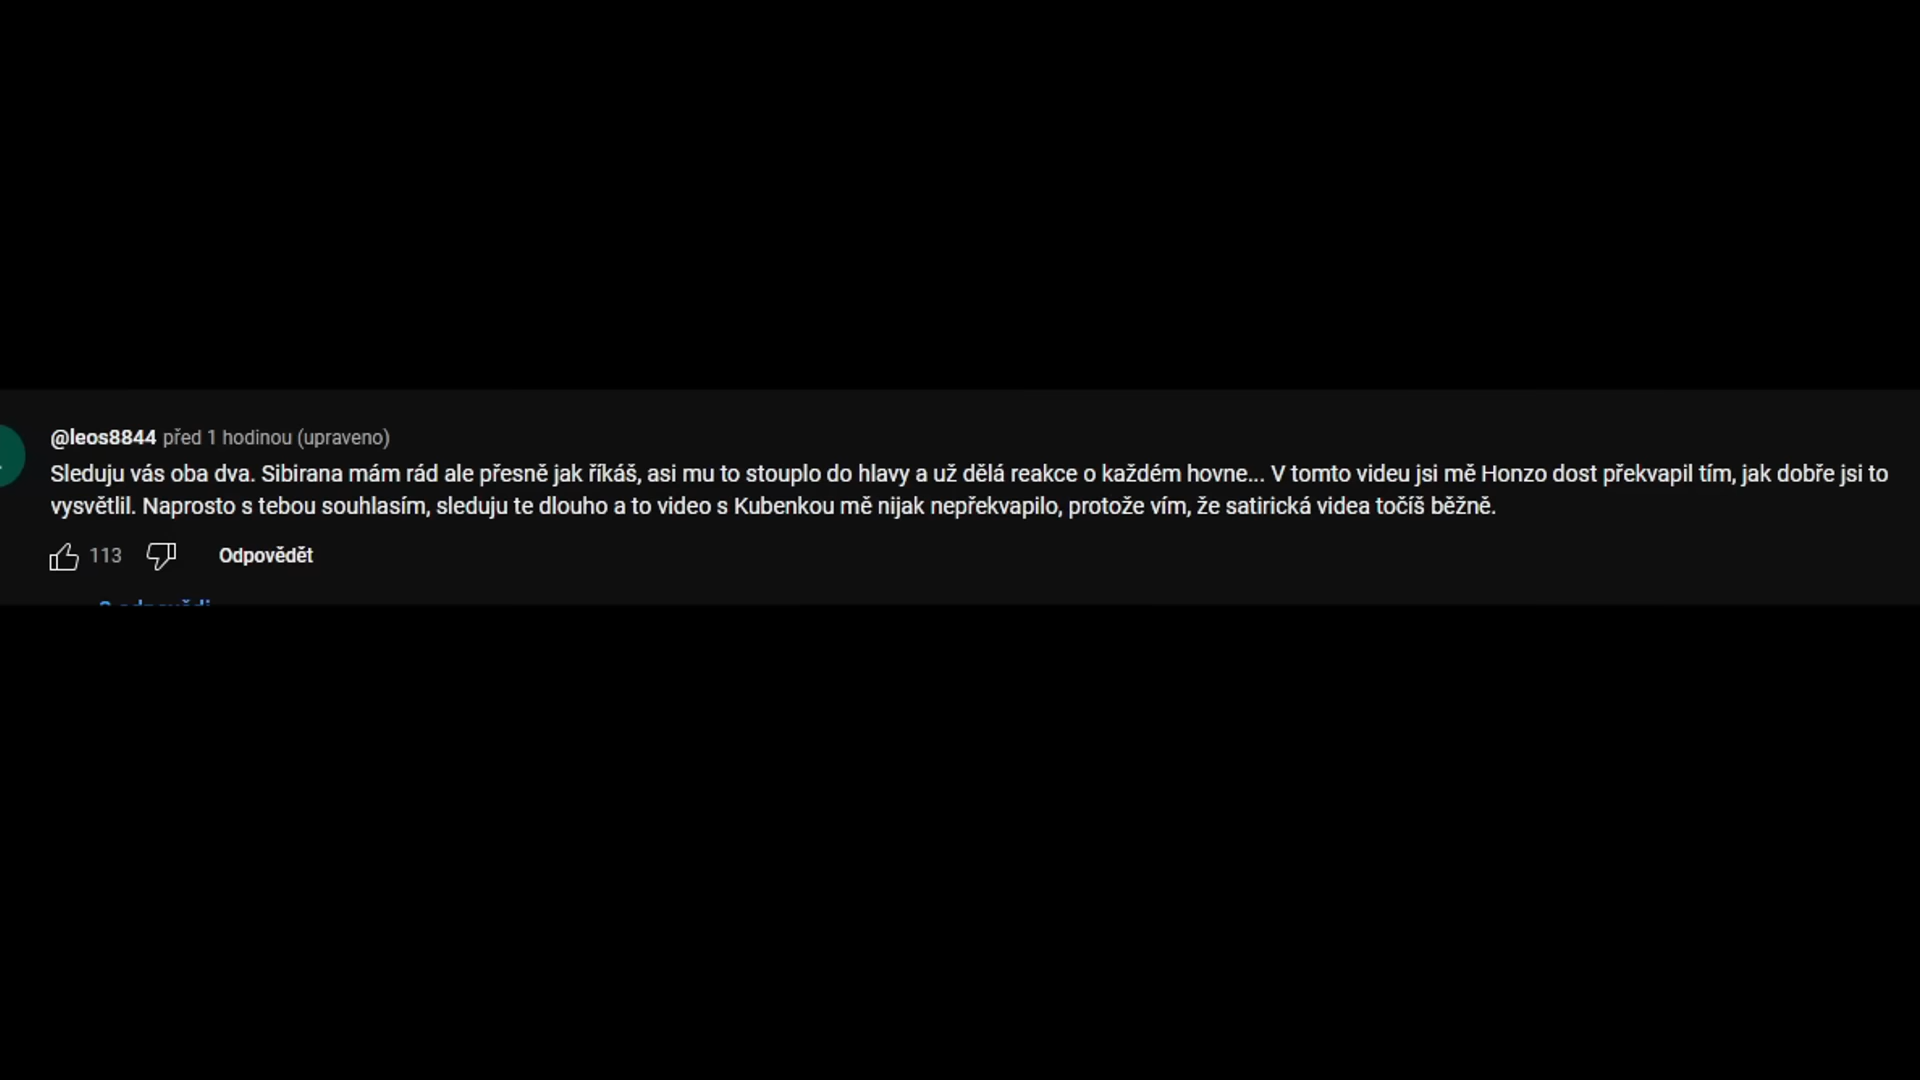 @leos8844 před 1 hodinou (upraveno)
Sleduju vás oba dva. Sibirana mám rád ale přesně jak říkáš, asi mu to stouplo do hlavy a už dělá reakce o každém hovne... V tomto videu jsi mě Honzo dost překvapil tím, jak dobře jsi to
vysvětlil. Naprosto s tebou souhlasím, sleduju te dlouho a to video s Kubenkou mě nijak nepřekvapilo, protože vím, že satirická videa točíš běžně.
113 Odpovědět
odpovědi